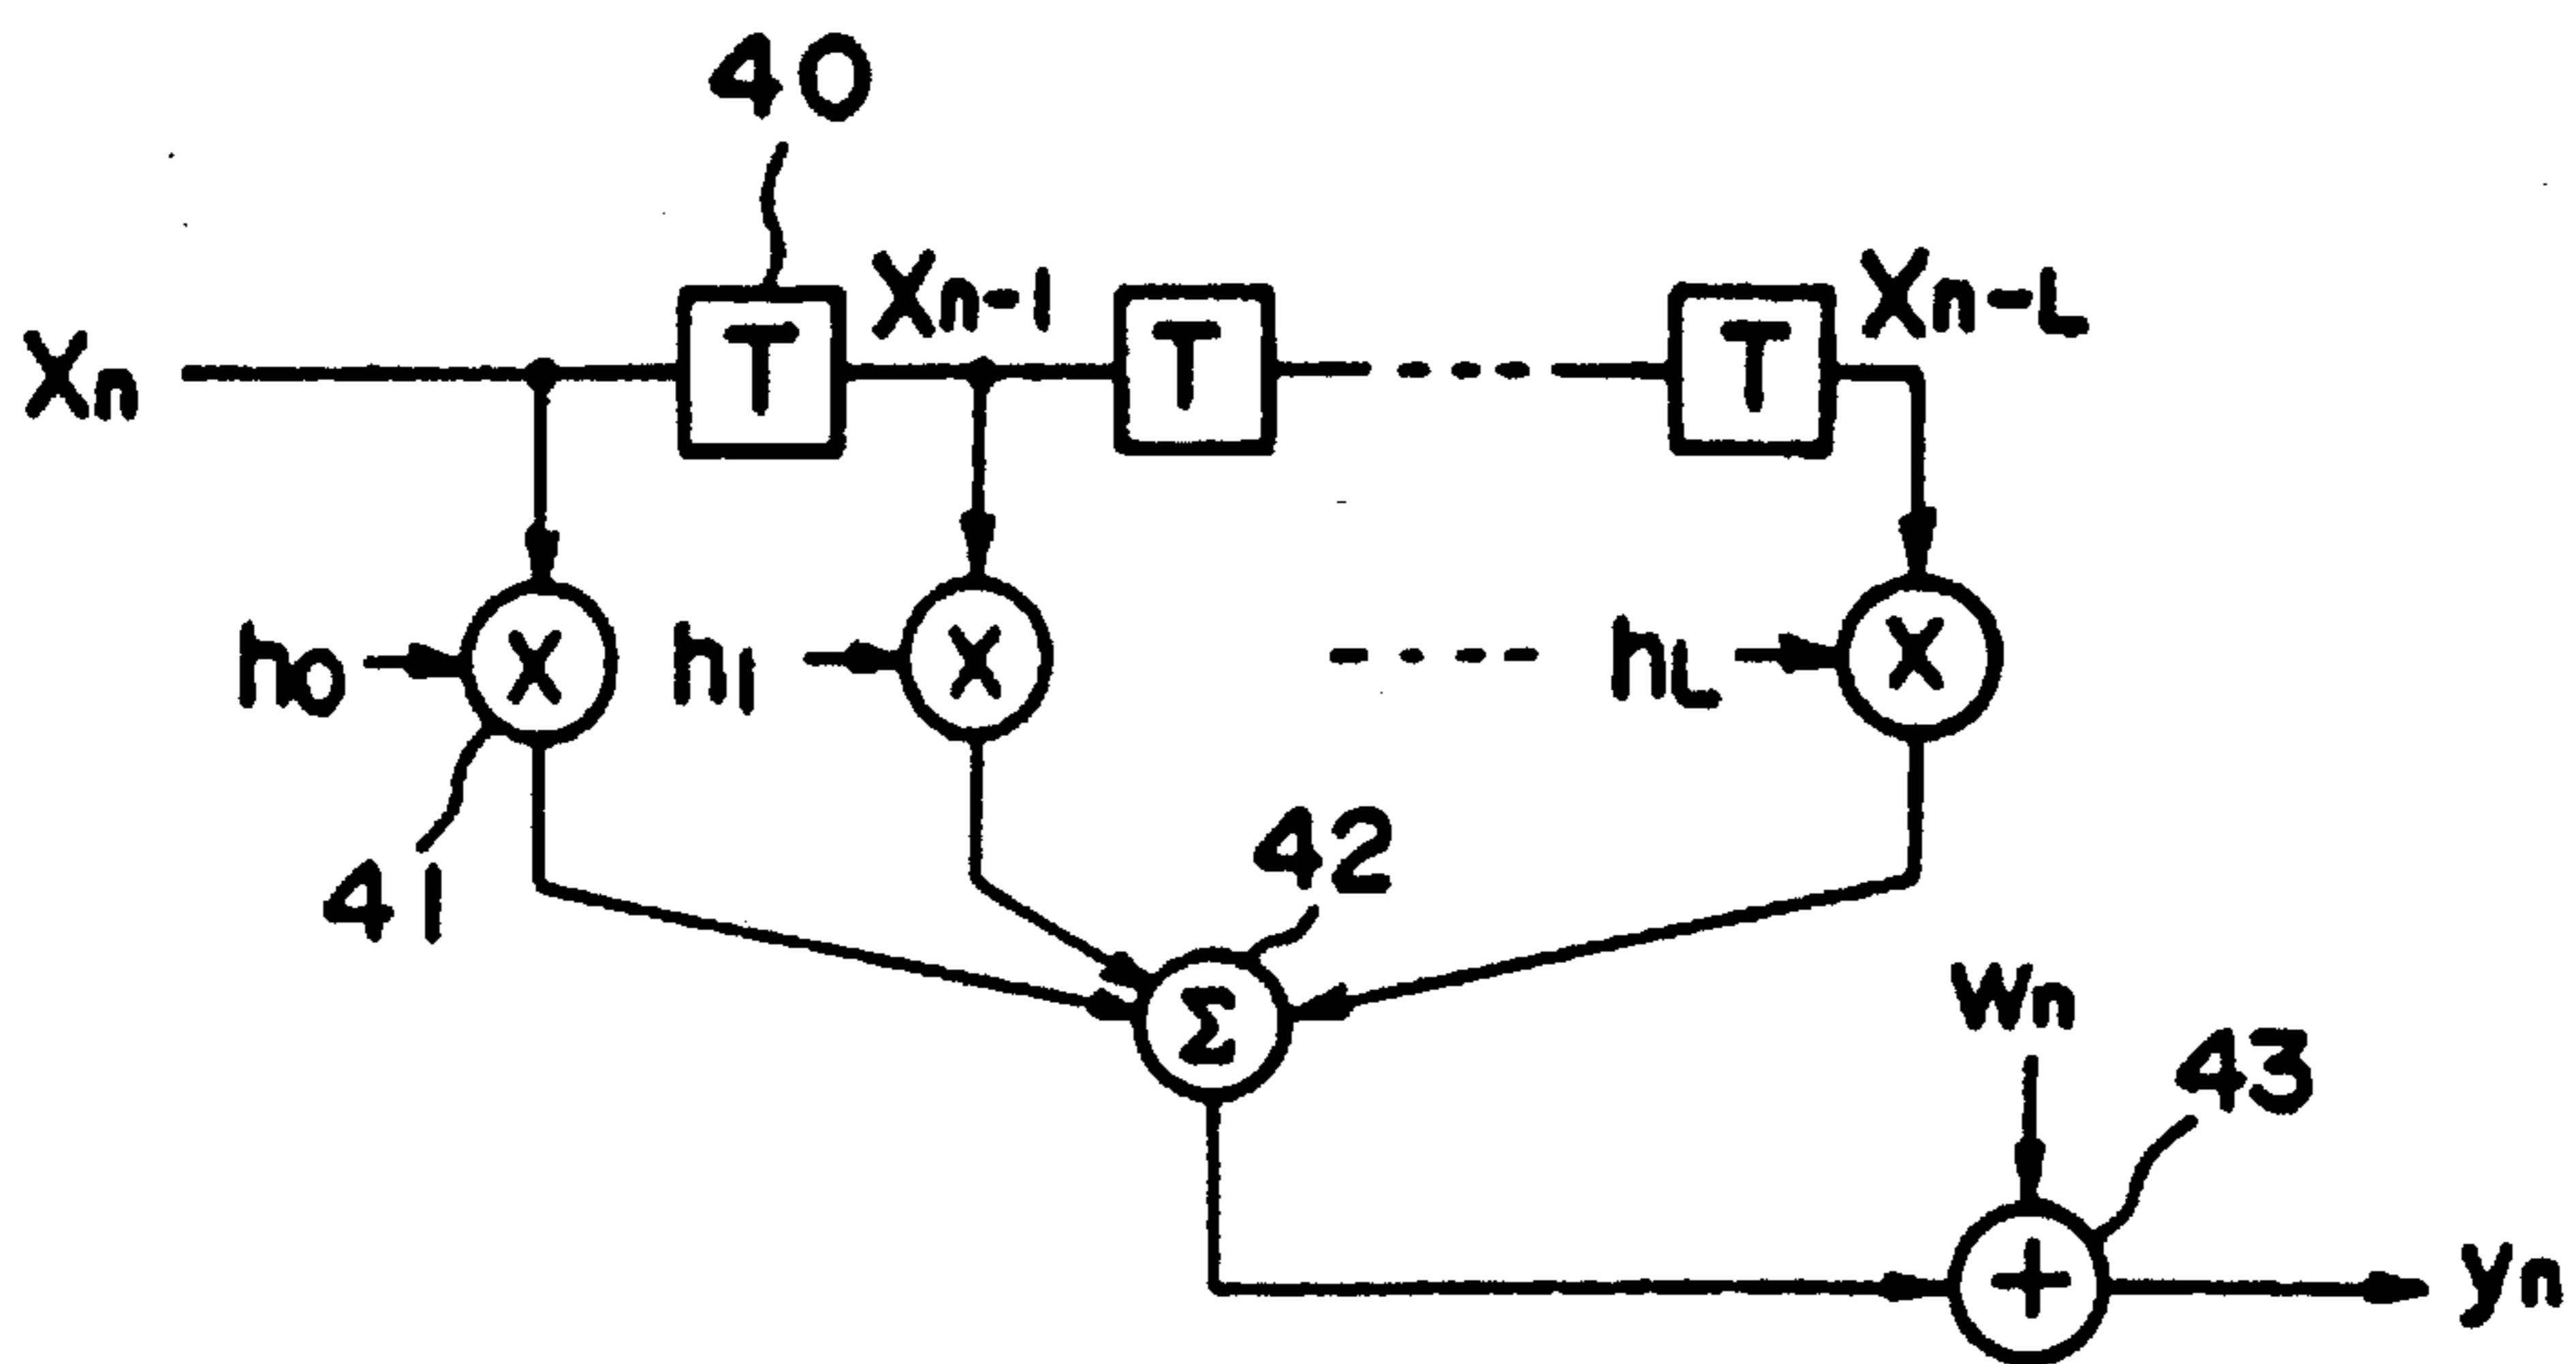 40
Xn T Xn-1 T T Xn-L
h0 X h1 X hL X
41
42
Σ
Wn
43
+ yn